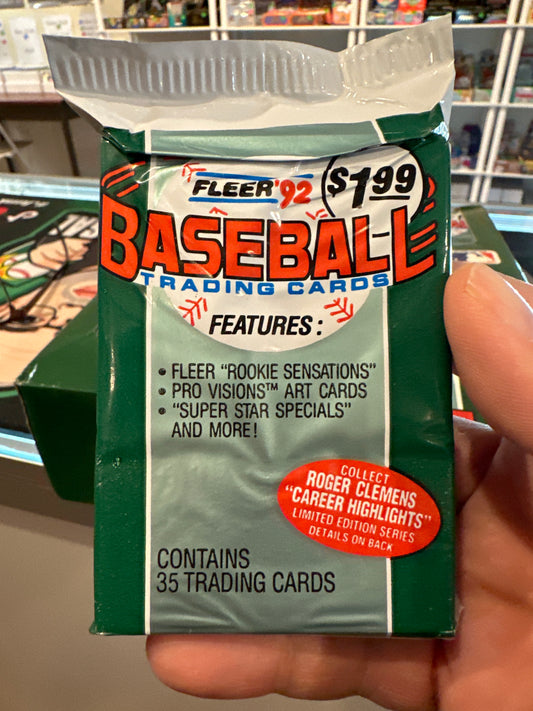 FLEER '92
$1.99
BASEBALL
TRADING CARDS
FEATURES:
• FLEER "ROOKIE SENSATIONS"
• PRO VISIONS™ ART CARDS
• "SUPER STAR SPECIALS"
AND MORE!
COLLECT
ROGER CLEMENS
"CAREER HIGHLIGHTS"
LIMITED EDITION SERIES
DETAILS ON BACK
CONTAINS
35 TRADING CARDS